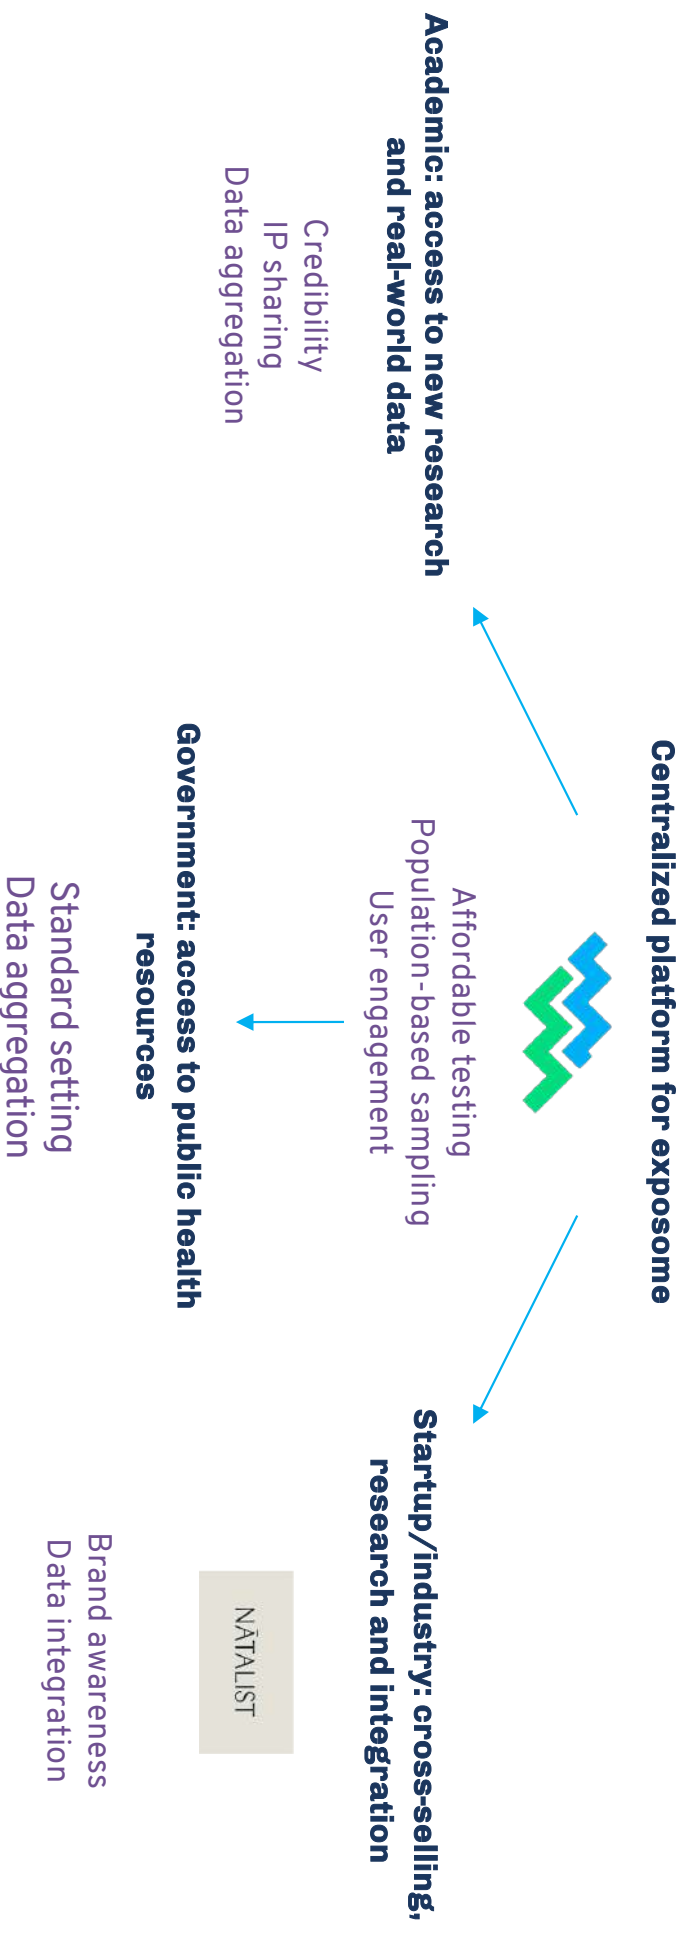 Centralized platform for exposome
Affordable testing
Population-based sampling
User engagement
Academic: access to new research
and real-world data
Credibility
IP sharing
Data aggregation
Government: access to public health
resources
Standard setting
Data aggregation
Startup/industry: cross-selling,
research and integration
NĀTALIST
Brand awareness
Data integration